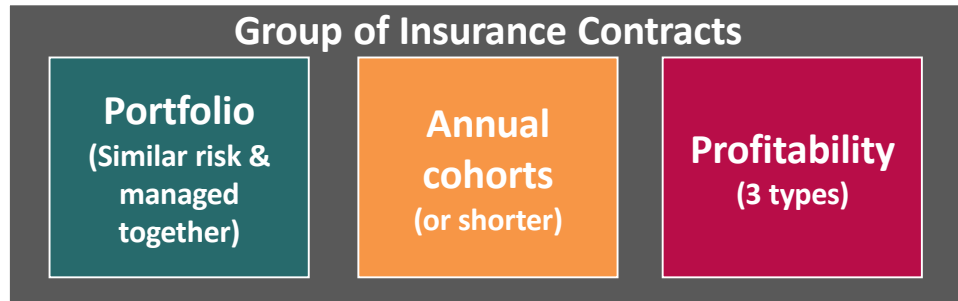 Group of Insurance Contracts
Portfolio
(Similar risk &
managed
together)
Annual
cohorts
(or shorter)
Profitability
(3 types)